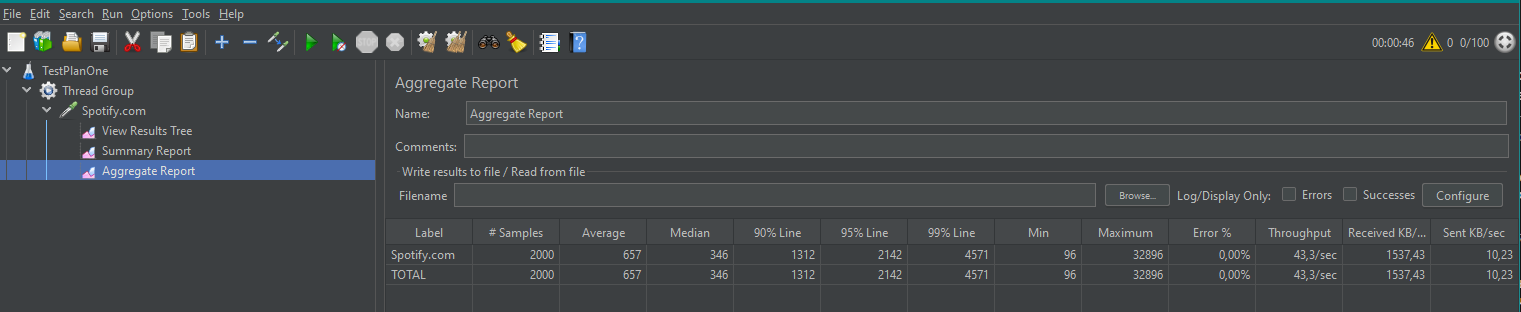 File Edit Search Run Options Tools Help
STOP
00:00:46 0 0/100
TestPlanOne
Thread Group
Spotify.com
View Results Tree
Summary Report
Aggregate Report
Aggregate Report
Name: Aggregate Report
Comments:
Write results to file / Read from file
Filename Browse... Log/Display Only: Errors Successes Configure
Label # Samples Average Median 90% Line 95% Line 99% Line Min Maximum Error % Throughput Received KB/... Sent KB/sec
Spotify.com 2000 657 346 1312 2142 4571 96 32896 0,00% 43,3/sec 1537,43 10,23
TOTAL 2000 657 346 1312 2142 4571 96 32896 0,00% 43,3/sec 1537,43 10,23